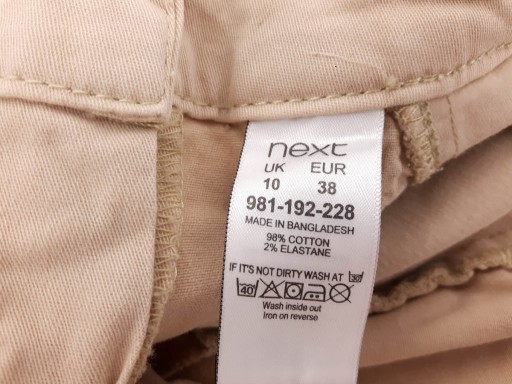 next
UK EUR
10 38
981-192-228
MADE IN BANGLADESH
98% COTTON
2% ELASTANE
IF IT'S NOT DIRTY WASH AT 30°
40°
Wash inside out
Iron on reverse